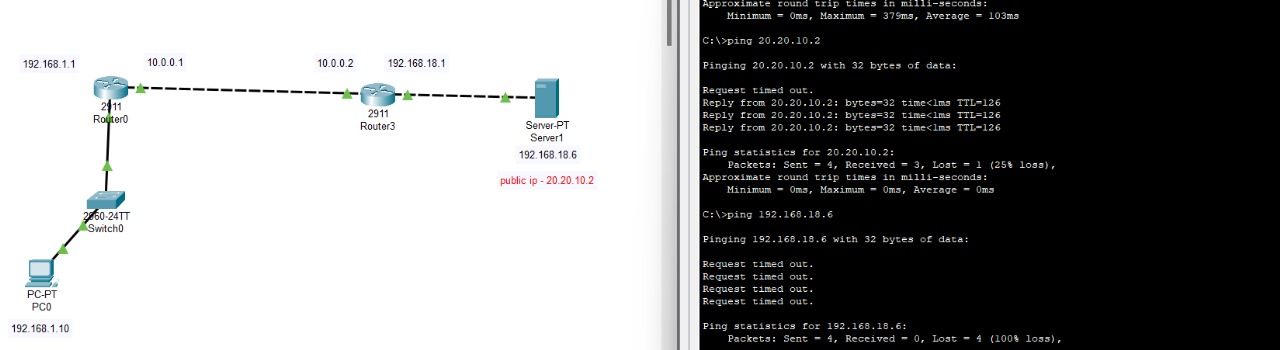 192.168.1.1
10.0.0.1
10.0.0.2
192.168.18.1
2911
Router0
2911
Router3
Server-PT
Server1
192.168.18.6
public ip - 20.20.10.2
2960-24TT
Switch0
PC-PT
PC0
192.168.1.10
Approximate round trip times in milli-seconds:
Minimum = 0ms, Maximum = 379ms, Average = 103ms
C:\>ping 20.20.10.2
Pinging 20.20.10.2 with 32 bytes of data:
Request timed out.
Reply from 20.20.10.2: bytes=32 time<1ms TTL=126
Reply from 20.20.10.2: bytes=32 time<1ms TTL=126
Reply from 20.20.10.2: bytes=32 time<1ms TTL=126
Ping statistics for 20.20.10.2:
Packets: Sent = 4, Received = 3, Lost = 1 (25% loss),
Approximate round trip times in milli-seconds:
Minimum = 0ms, Maximum = 0ms, Average = 0ms
C:\>ping 192.168.18.6
Pinging 192.168.18.6 with 32 bytes of data:
Request timed out.
Request timed out.
Request timed out.
Request timed out.
Ping statistics for 192.168.18.6:
Packets: Sent = 4, Received = 0, Lost = 4 (100% loss),